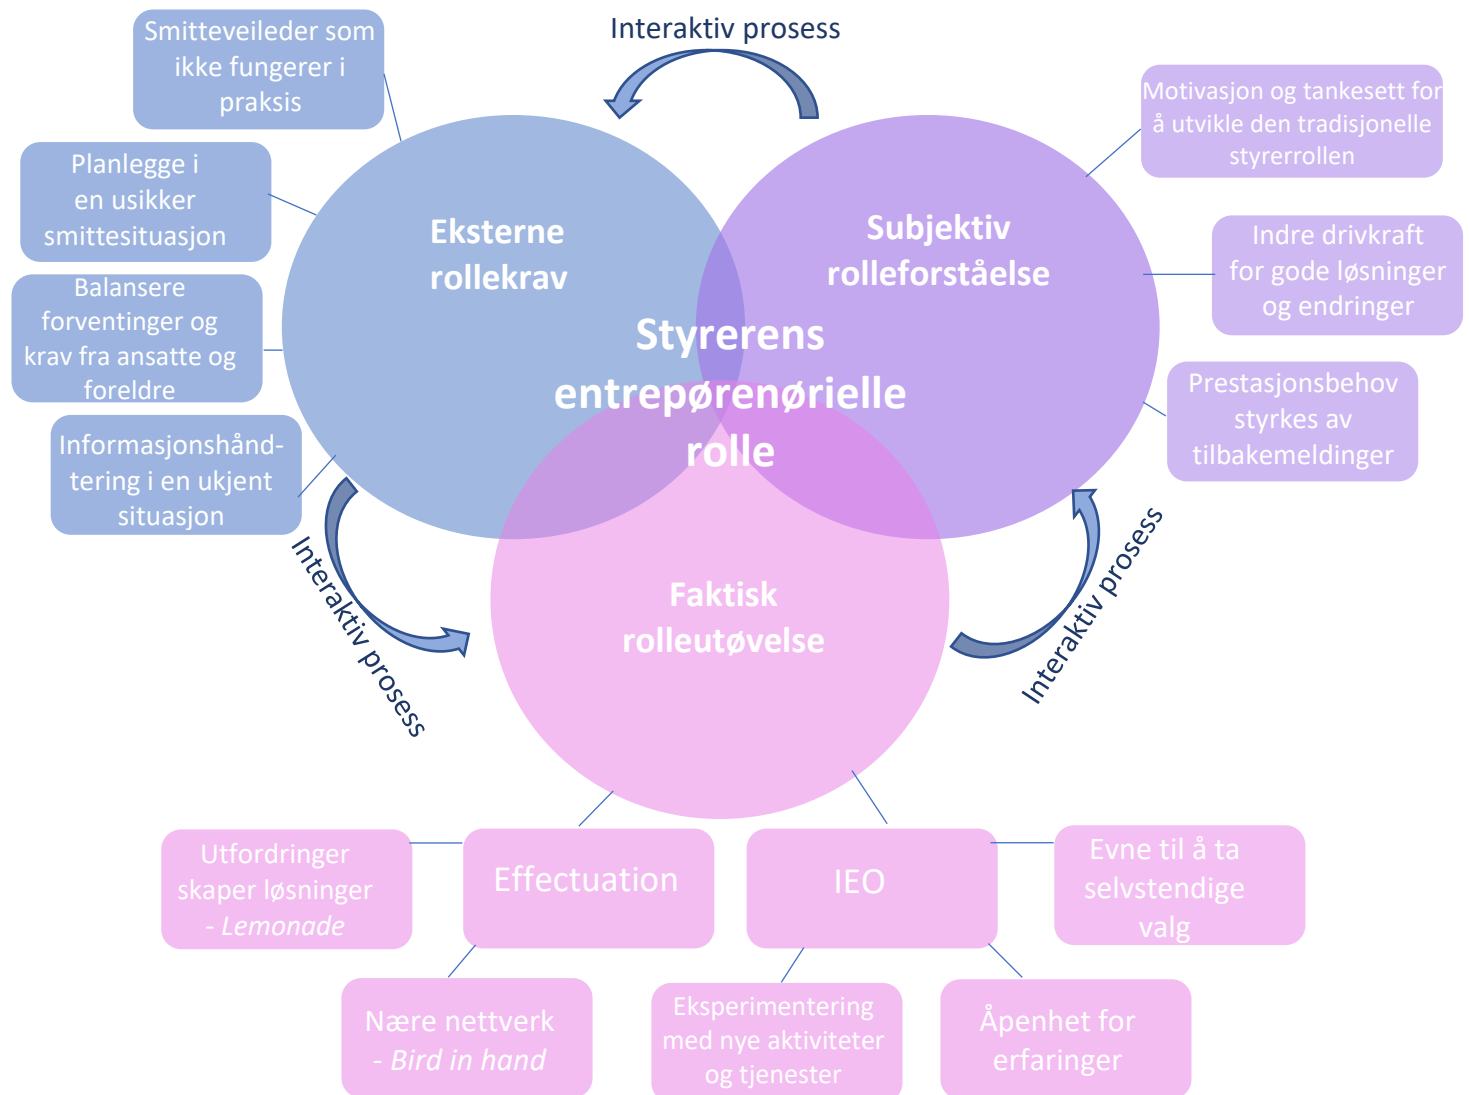 Interaktiv prosess
Smitteveileder som
ikke fungerer i
praksis
Planlegge i
en usikker
smittesituasjon
Balansere
forventinger og
krav fra ansatte og
foreldre
Informasjonshånd-
tering i en ukjent
situasjon
Eksterne
rollekrav
Subjektiv
rolleforståelse
Motivasjon og tankesett for
å utvikle den tradisjonelle
styrerrollen
Indre drivkraft
for gode løsninger
og endringer
Prestasjonsbehov
styrkes av
tilbakemeldinger
Styrerens
entrepørenørielle
rolle
Interaktiv prosess
Interaktiv prosess
Faktisk
rolleutøvelse
Utfordringer
skaper løsninger
- Lemonade
Effectuation
IEO
Evne til å ta
selvstendige
valg
Nære nettverk
- Bird in hand
Eksperimentering
med nye aktiviteter
og tjenester
Åpenhet for
erfaringer